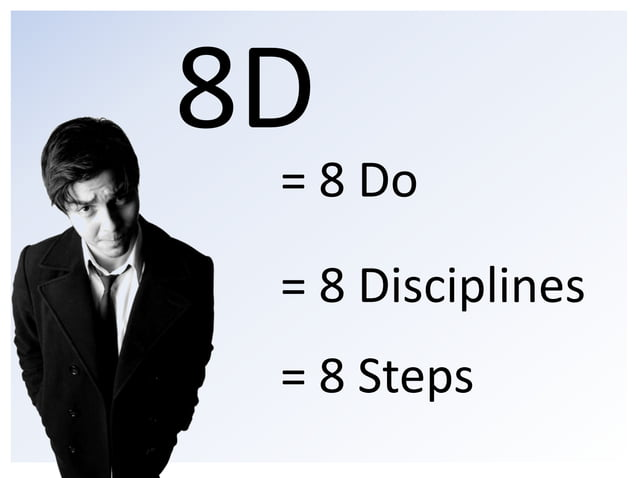 8D
= 8 Do
= 8 Disciplines
= 8 Steps